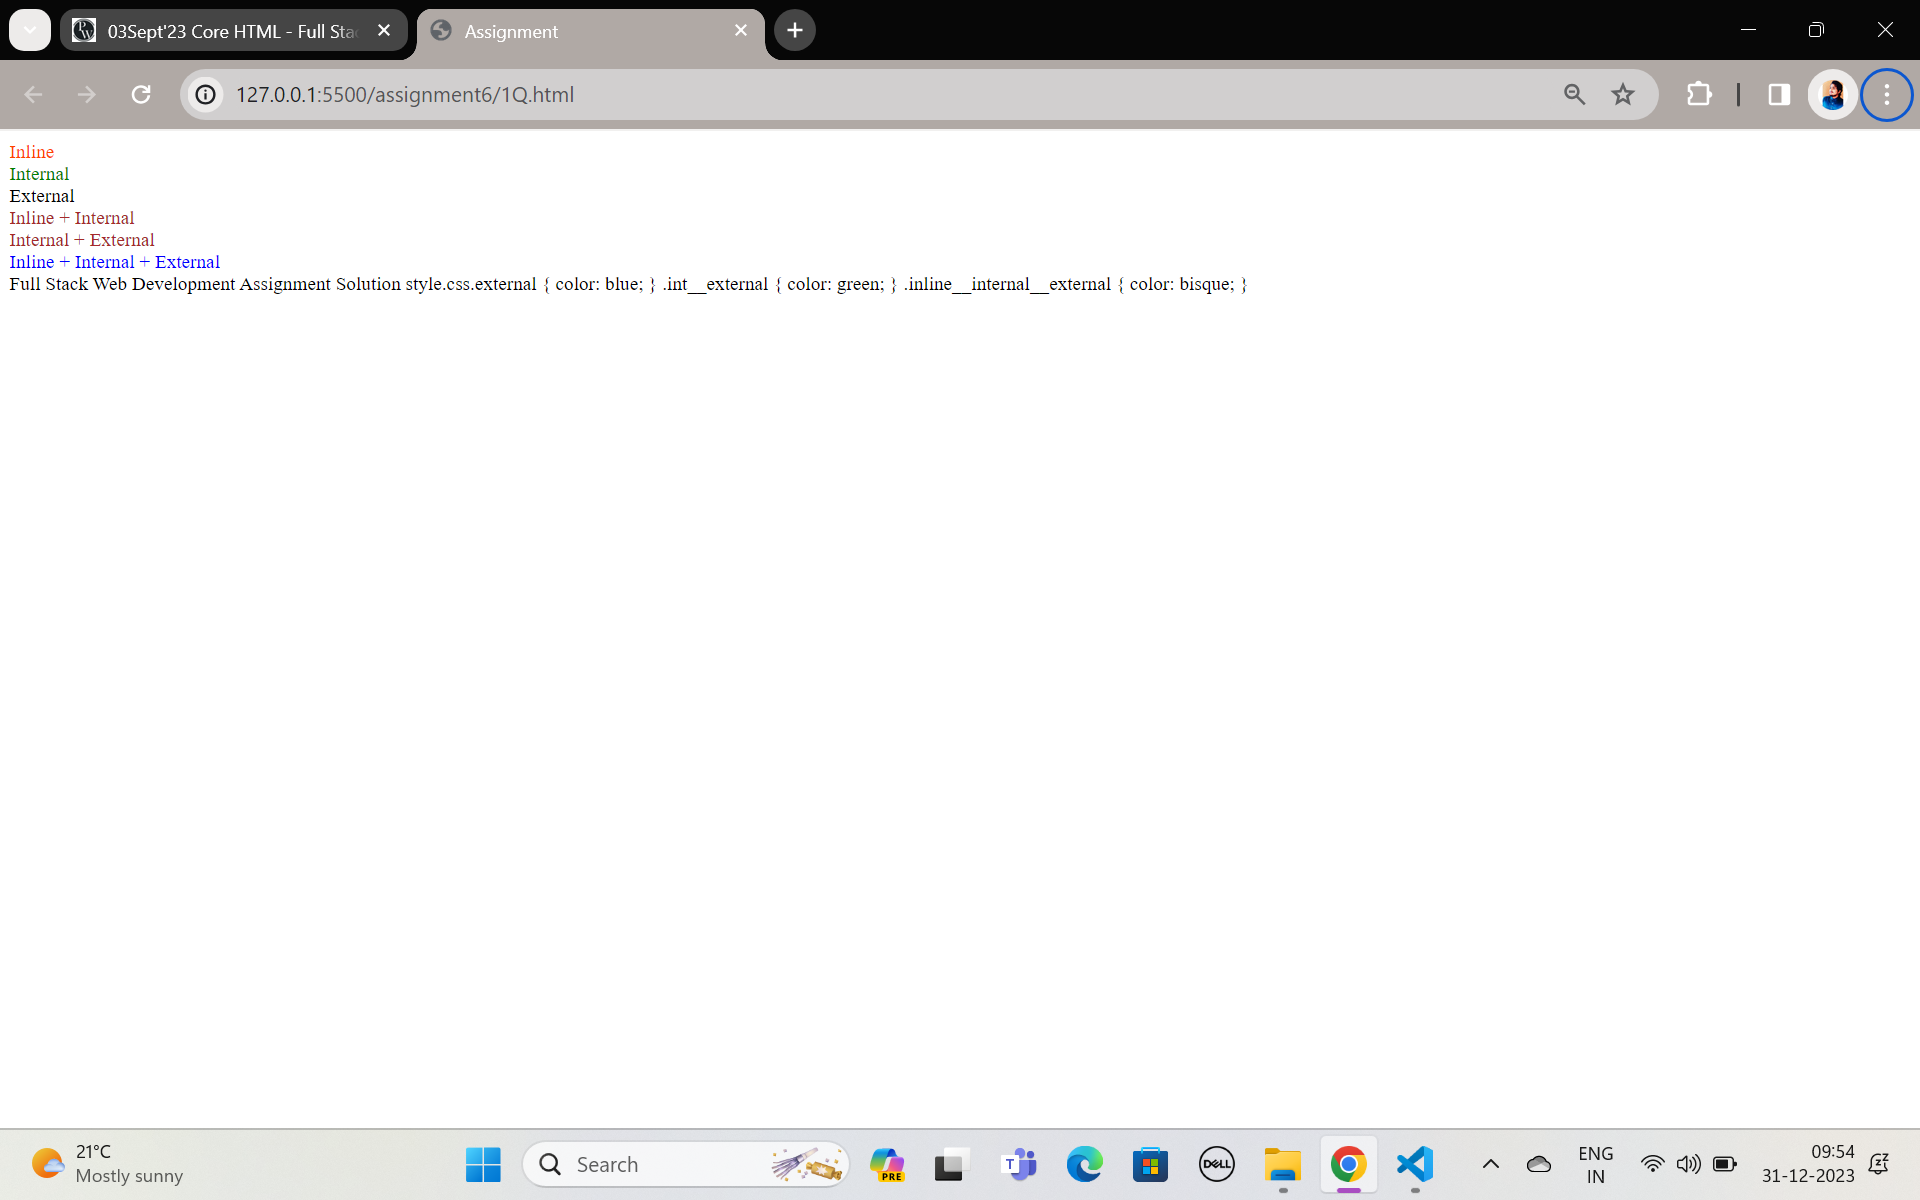 03Sept'23 Core HTML - Full Sta
Assignment
127.0.0.1:5500/assignment6/1Q.html
Inline
Internal
External
Inline + Internal
Internal + External
Inline + Internal + External
Full Stack Web Development Assignment Solution style.css.external { color: blue; } .int__external { color: green; } .inline__internal__external { color: bisque; }
21°C
Mostly sunny
Search
PRE
T
DELL
ENG
IN
09:54
31-12-2023